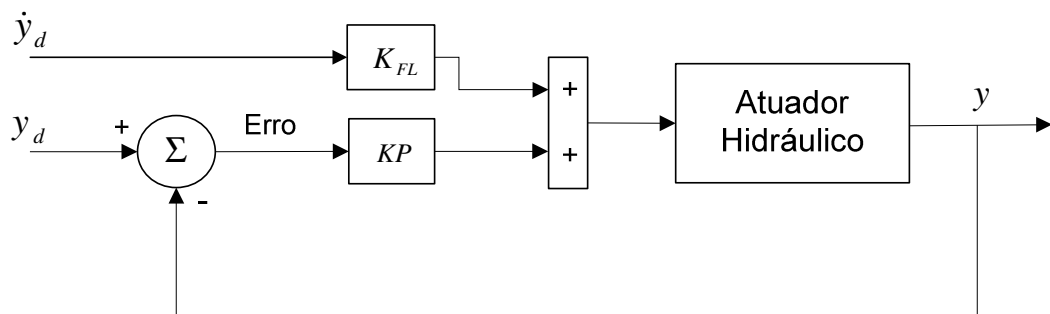 ẏ_d
K_FL
y_d
+
Σ
-
Erro
KP
+
+
Atuador
Hidráulico
y